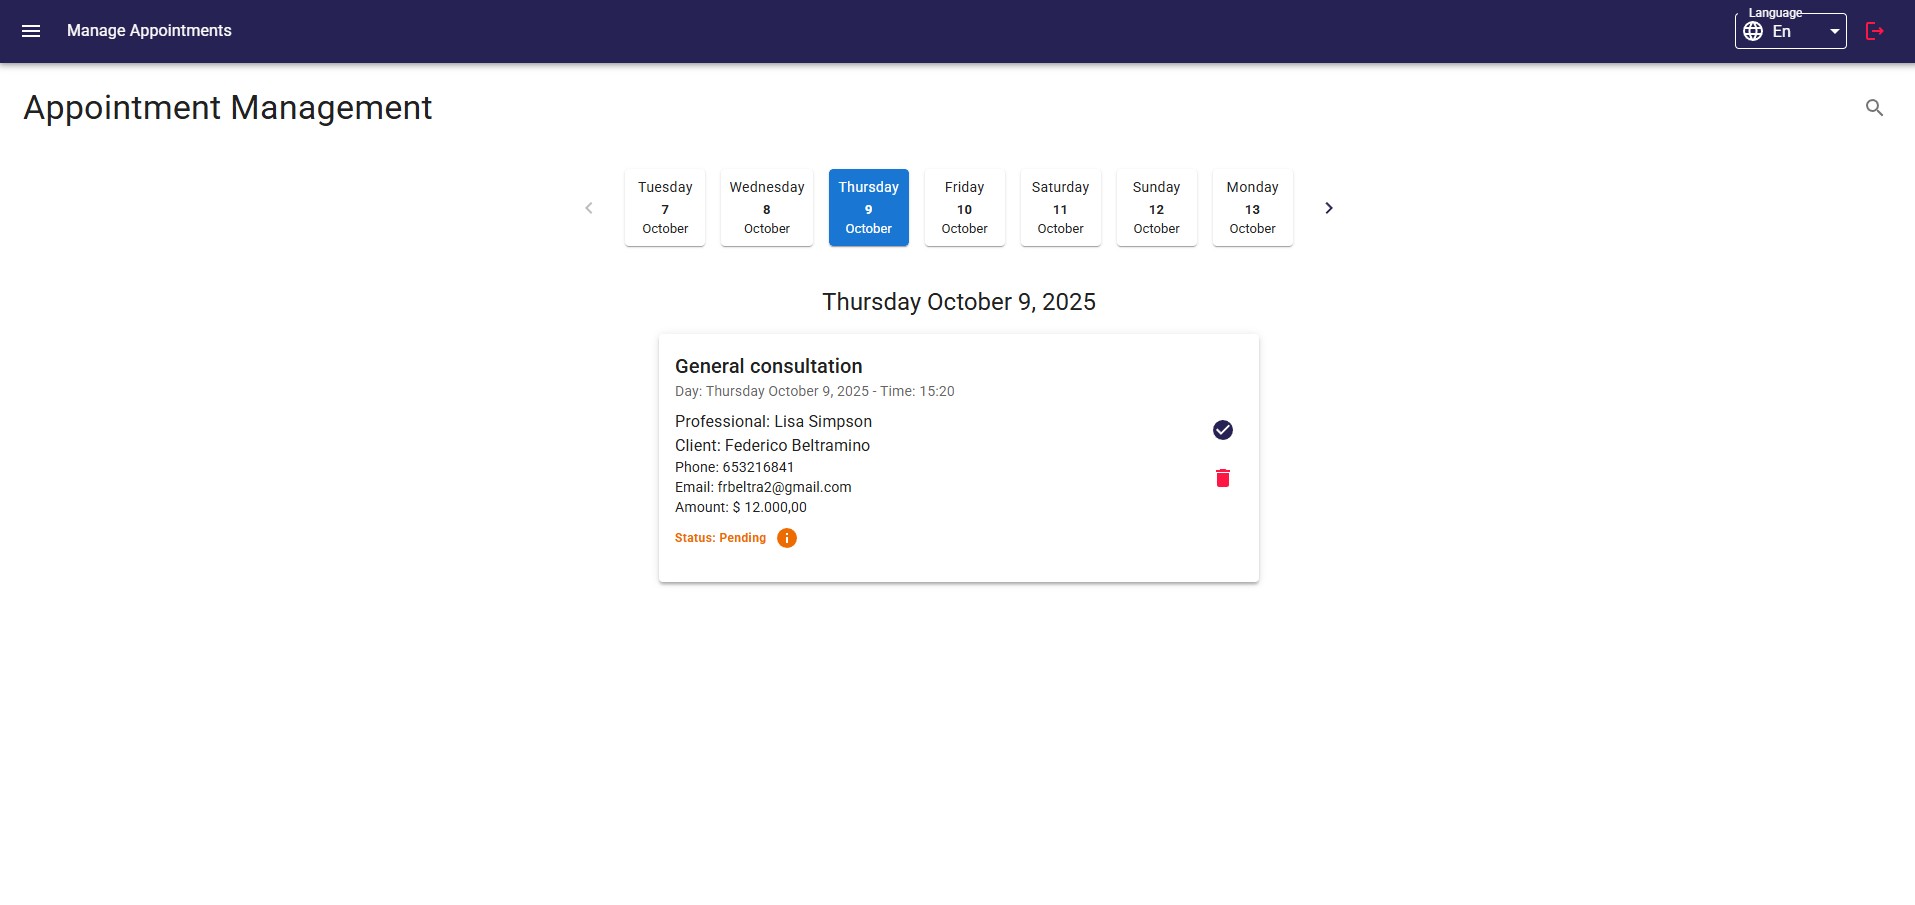 Manage Appointments
Language
En
Appointment Management
Tuesday
7
October
Wednesday
8
October
Thursday
9
October
Friday
10
October
Saturday
11
October
Sunday
12
October
Monday
13
October
Thursday October 9, 2025
General consultation
Day: Thursday October 9, 2025 - Time: 15:20
Professional: Lisa Simpson
Client: Federico Beltramino
Phone: 653216841
Email: frbeltra2@gmail.com
Amount: $ 12.000,00
Status: Pending